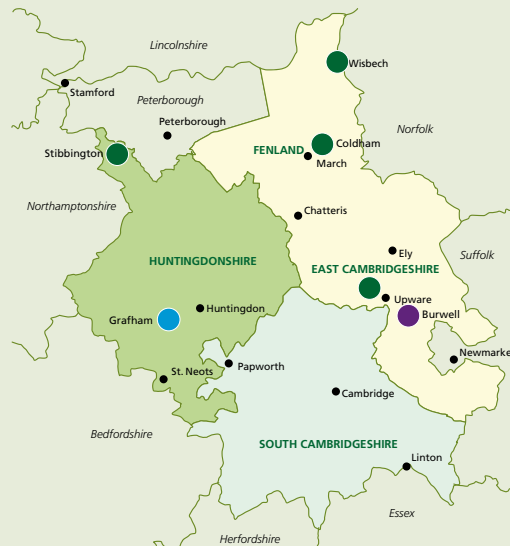 Lincolnshire
Wisbech
Stamford
Peterborough
Peterborough
Norfolk
Coldham
FENLAND
Stibbington
March
Northamptonshire
Chatteris
Ely
Suffolk
HUNTINGDONSHIRE
EAST CAMBRIDGESHIRE
Upware
Huntingdon
Burwell
Grafham
Newmarke
Papworth
St. Neots
Cambridge
Bedfordshire
SOUTH CAMBRIDGESHIRE
Linton
Essex
Herfordshire